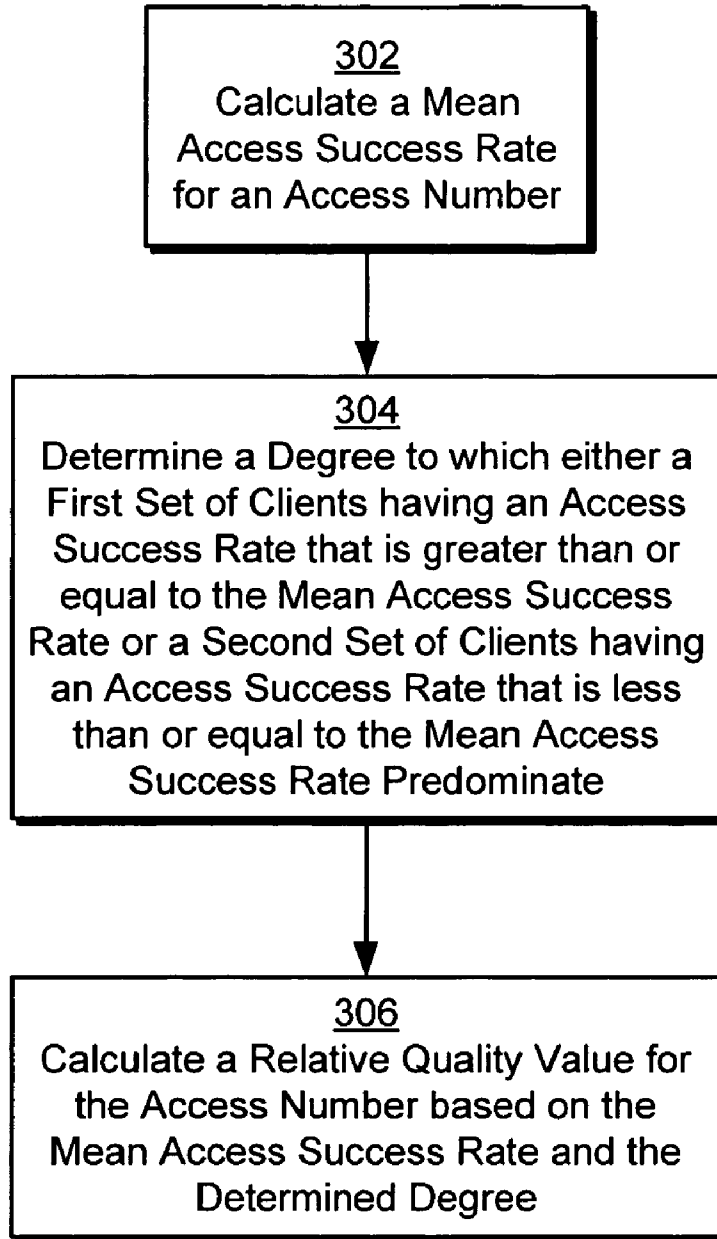 302
Calculate a Mean
Access Success Rate
for an Access Number
304
Determine a Degree to which either a
First Set of Clients having an Access
Success Rate that is greater than or
equal to the Mean Access Success
Rate or a Second Set of Clients having
an Access Success Rate that is less
than or equal to the Mean Access
Success Rate Predominate
306
Calculate a Relative Quality Value for
the Access Number based on the
Mean Access Success Rate and the
Determined Degree